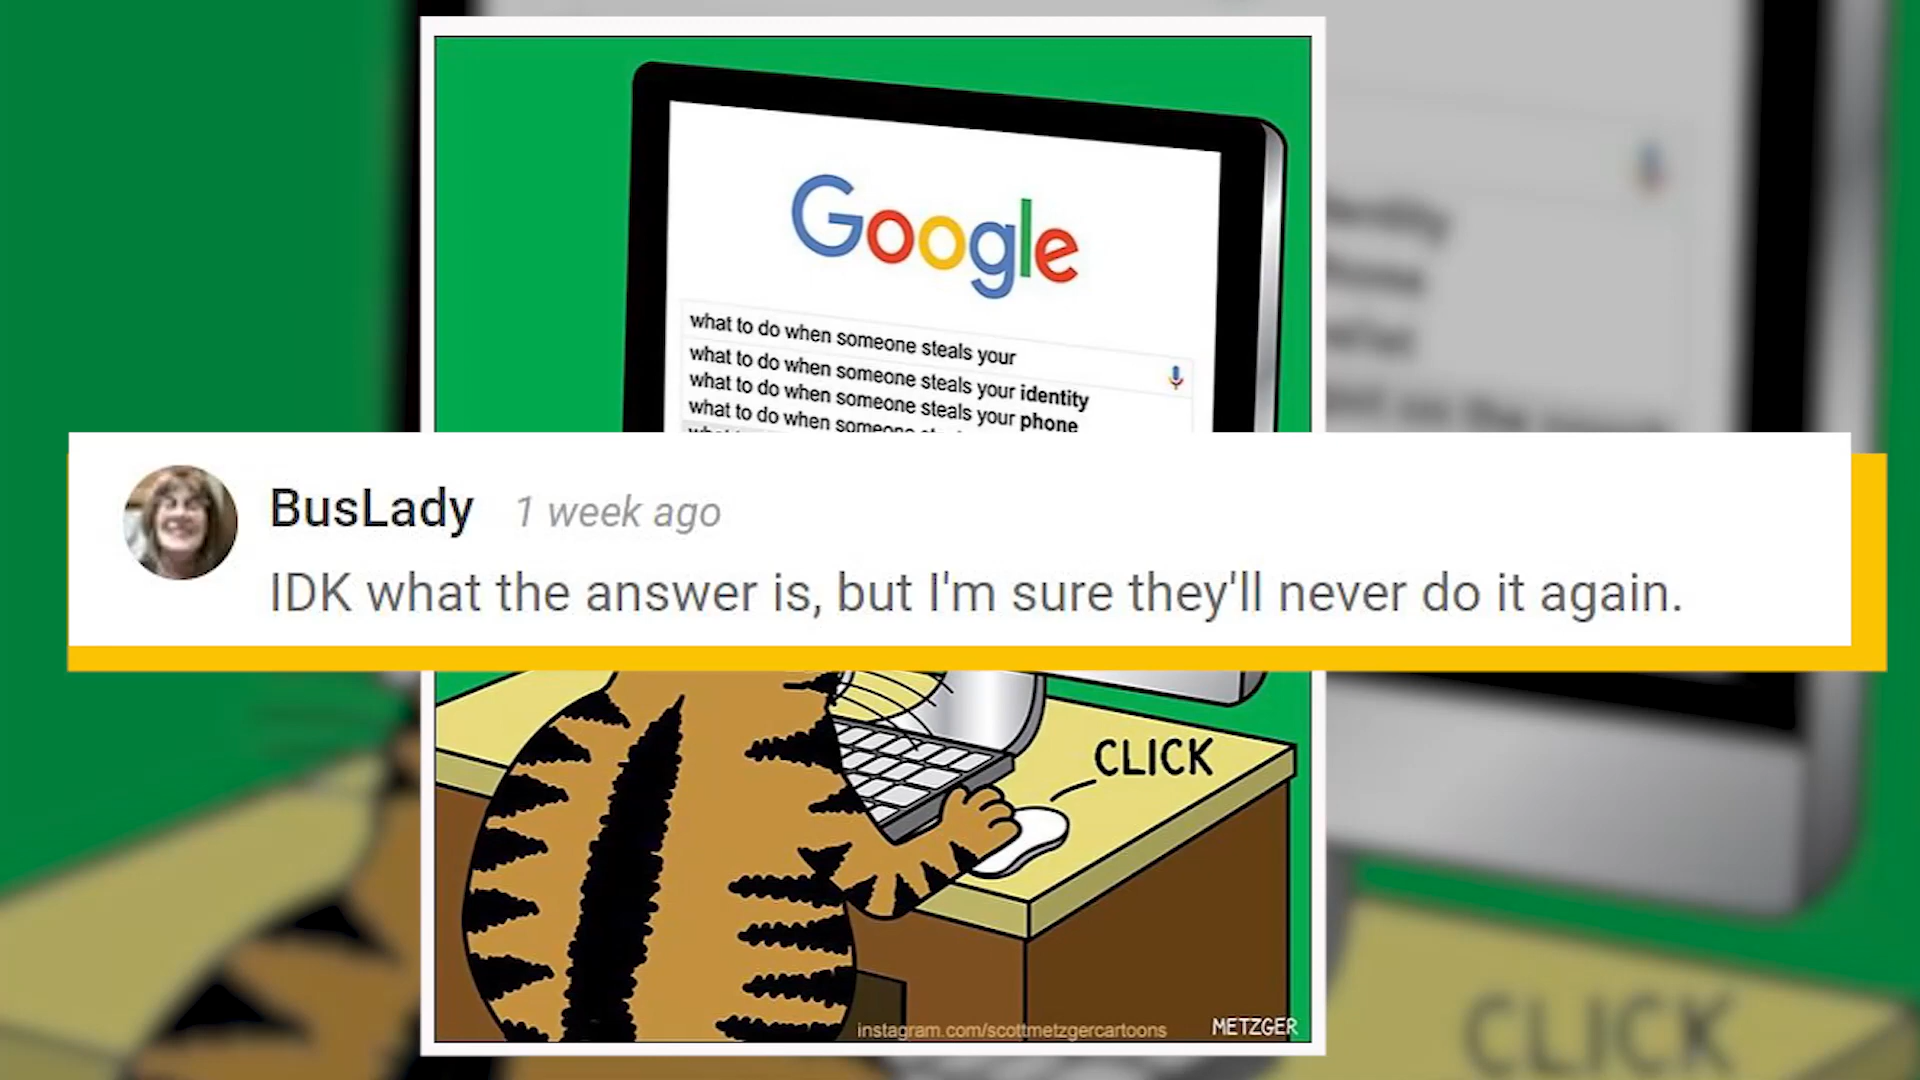 Google
what to do when someone steals your
what to do when someone steals your identity
what to do when someone steals your phone
what to do when someone
BusLady 1 week ago
IDK what the answer is, but I'm sure they'll never do it again.
CLICK
instagram.com/scottmetzgercartoons
METZGER
CLICK